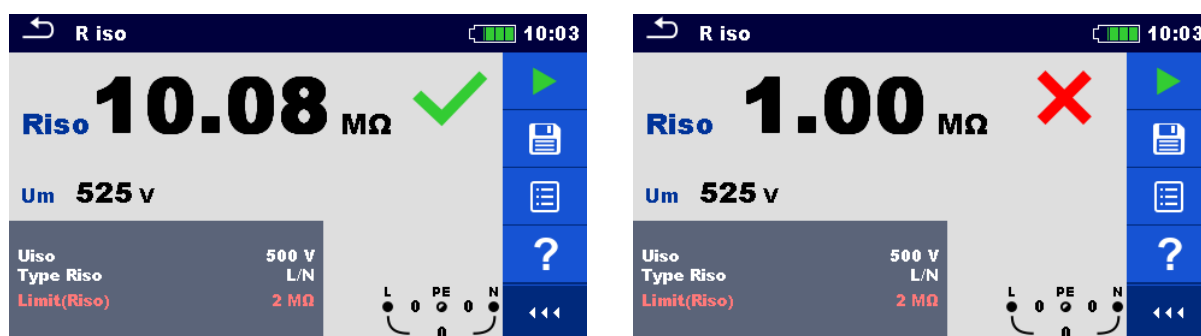 R iso 10:03
Riso 10.08 MΩ
Um 525 V
Uiso 500 V
Type Riso L/N
Limit(Riso) 2 MΩ
L PE N
0 0
0
?
R iso 10:03
Riso 1.00 MΩ
Um 525 V
Uiso 500 V
Type Riso L/N
Limit(Riso) 2 MΩ
L PE N
0 0
0
?